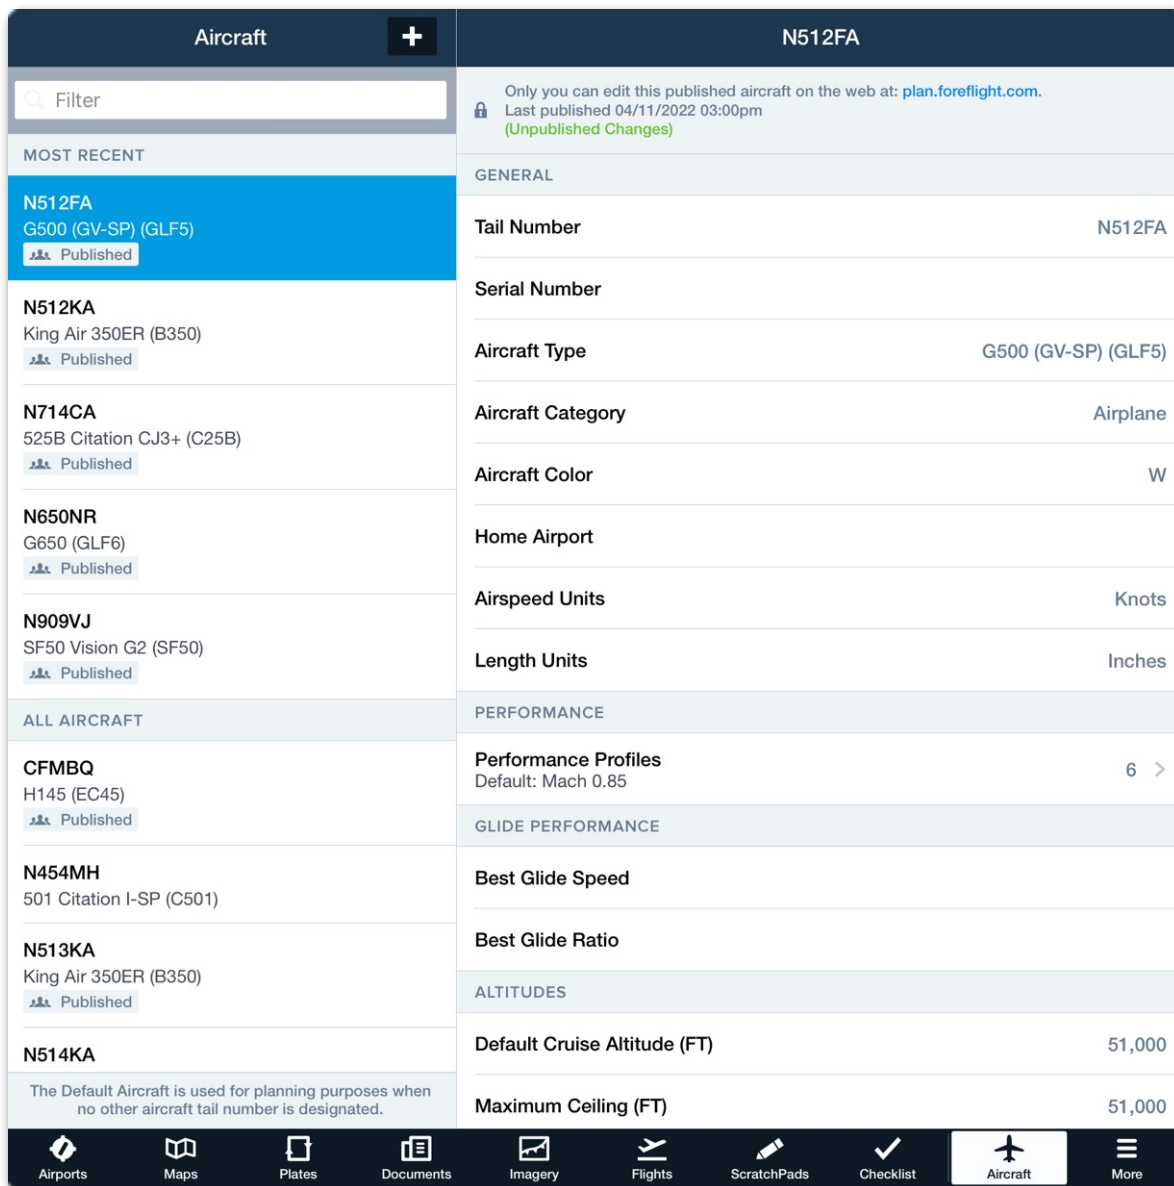 Aircraft
N512FA
Filter
MOST RECENT
N512FA
G500 (GV-SP) (GLF5)
Published
N512KA
King Air 350ER (B350)
Published
N714CA
525B Citation CJ3+ (C25B)
Published
N650NR
G650 (GLF6)
Published
N909VJ
SF50 Vision G2 (SF50)
Published
ALL AIRCRAFT
CFMBQ
H145 (EC45)
Published
N454MH
501 Citation I-SP (C501)
N513KA
King Air 350ER (B350)
Published
N514KA
The Default Aircraft is used for planning purposes when
no other aircraft tail number is designated.
Only you can edit this published aircraft on the web at: plan.foreflight.com.
Last published 04/11/2022 03:00pm
(Unpublished Changes)
GENERAL
Tail Number N512FA
Serial Number
Aircraft Type G500 (GV-SP) (GLF5)
Aircraft Category Airplane
Aircraft Color W
Home Airport
Airspeed Units Knots
Length Units Inches
PERFORMANCE
Performance Profiles 6
Default: Mach 0.85
GLIDE PERFORMANCE
Best Glide Speed
Best Glide Ratio
ALTITUDES
Default Cruise Altitude (FT) 51,000
Maximum Ceiling (FT) 51,000
Airports Maps Plates Documents Imagery Flights ScratchPads Checklist Aircraft More